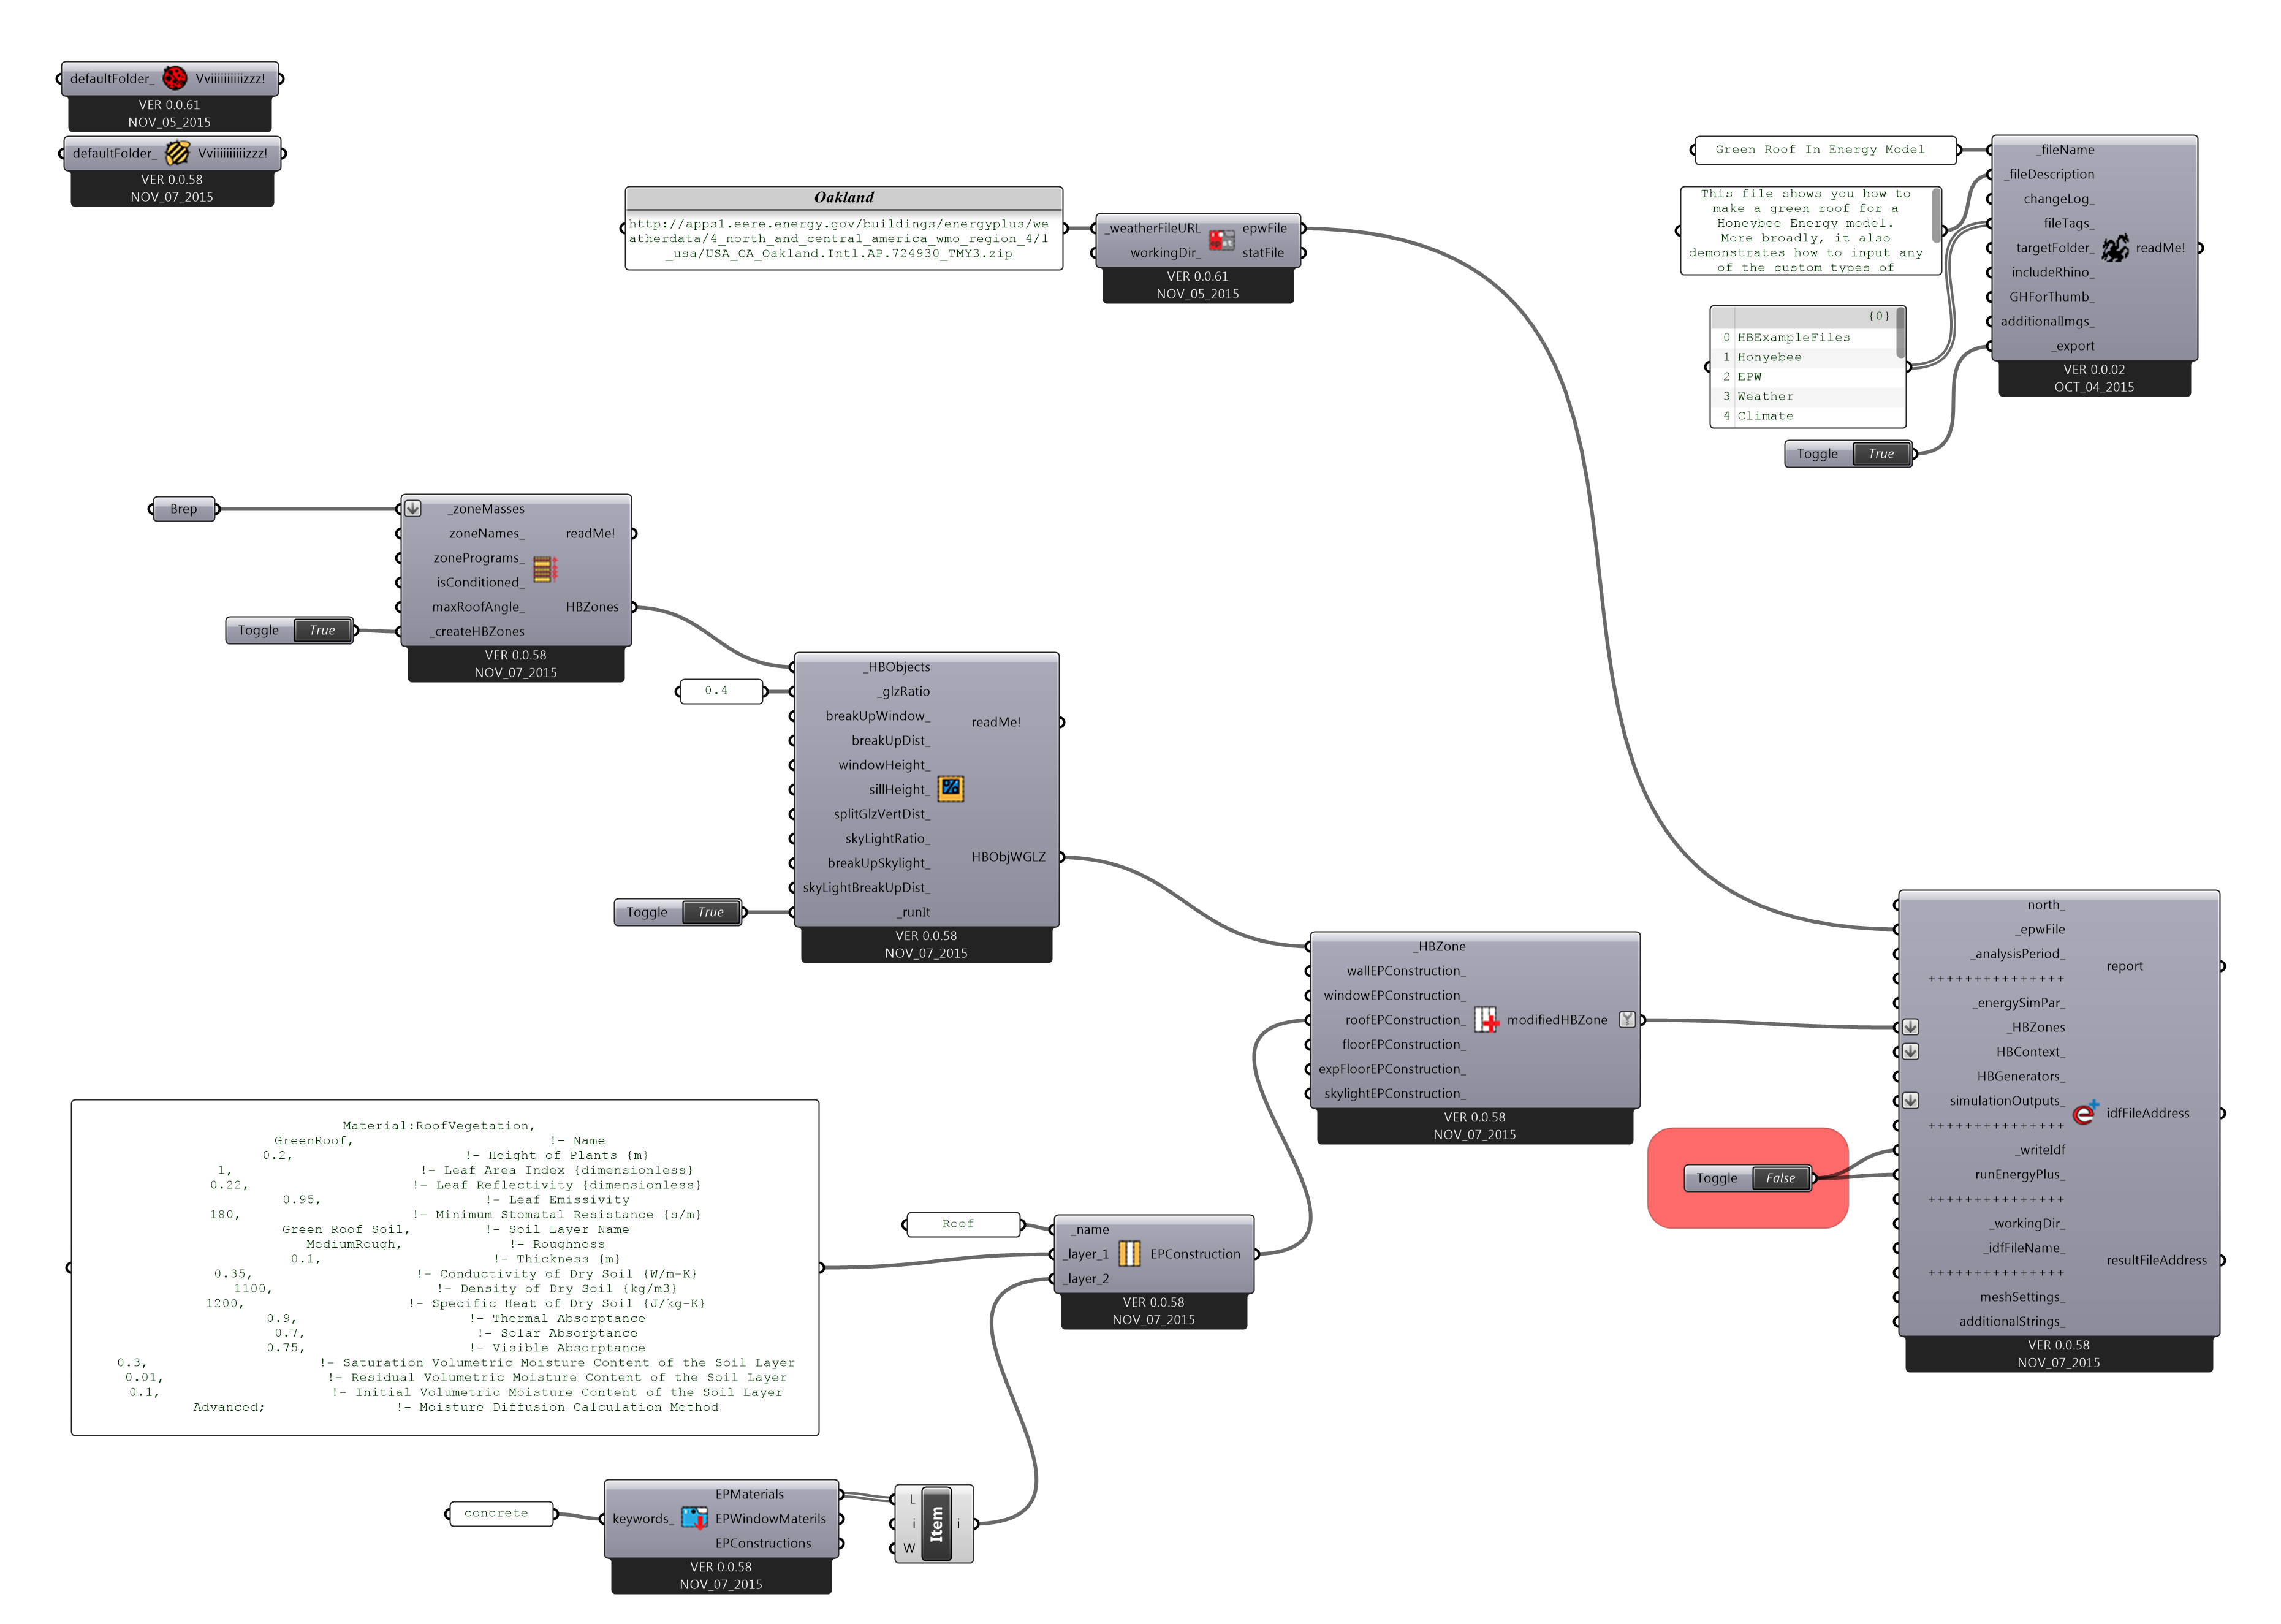 defaultFolder_ Vviiiiiiiiiizzz!
VER 0.0.61
NOV_05_2015
defaultFolder_ Vviiiiiiiiiizzz!
VER 0.0.58
NOV_07_2015
Oakland
http://apps1.eere.energy.gov/buildings/energyplus/we
atherdata/4_north_and_central_america_wmo_region_4/1
_usa/USA_CA_Oakland.Intl.AP.724930_TMY3.zip
_weatherFileURL epwFile
workingDir_ statFile
VER 0.0.61
NOV_05_2015
Green Roof In Energy Model
This file shows you how to
make a green roof for a
Honeybee Energy model.
More broadly, it also
demonstrates how to input any
of the custom types of
{0}
0 HBExampleFiles
1 Honyebee
2 EPW
3 Weather
4 Climate
Toggle True
_fileName
_fileDescription
changeLog_
fileTags_
targetFolder_ readMe!
includeRhino_
GHForThumb_
additionalImgs_
_export
VER 0.0.02
OCT_04_2015
Brep
Toggle True
_zoneMasses
zoneNames_ readMe!
zonePrograms_
isConditioned_
maxRoofAngle_ HBZones
_createHBZones
VER 0.0.58
NOV_07_2015
0.4
Toggle True
_HBObjects
_glzRatio
breakUpWindow_ readMe!
breakUpDist_
windowHeight_
sillHeight_
splitGlzVertDist_
skyLightRatio_
breakUpSkylight_ HBObjWGLZ
skyLightBreakUpDist_
_runIt
VER 0.0.58
NOV_07_2015
_HBZone
wallEPConstruction_
windowEPConstruction_
roofEPConstruction_ modifiedHBZone
floorEPConstruction_
expFloorEPConstruction_
skylightEPConstruction_
VER 0.0.58
NOV_07_2015
Material:RoofVegetation,
GreenRoof, !- Name
0.2, !- Height of Plants {m}
1, !- Leaf Area Index {dimensionless}
0.22, !- Leaf Reflectivity {dimensionless}
0.95, !- Leaf Emissivity
180, !- Minimum Stomatal Resistance {s/m}
Green Roof Soil, !- Soil Layer Name
MediumRough, !- Roughness
0.1, !- Thickness {m}
0.35, !- Conductivity of Dry Soil {W/m-K}
1100, !- Density of Dry Soil {kg/m3}
1200, !- Specific Heat of Dry Soil {J/kg-K}
0.9, !- Thermal Absorptance
0.7, !- Solar Absorptance
0.75, !- Visible Absorptance
0.3, !- Saturation Volumetric Moisture Content of the Soil Layer
0.01, !- Residual Volumetric Moisture Content of the Soil Layer
0.1, !- Initial Volumetric Moisture Content of the Soil Layer
Advanced; !- Moisture Diffusion Calculation Method
Roof
_name
_layer_1 EPConstruction
_layer_2
VER 0.0.58
NOV_07_2015
concrete
EPMaterials
keywords_ EPWindowMaterils
EPConstructions
VER 0.0.58
NOV_07_2015
L
i Item i
W
Toggle False
north_
_epwFile
_analysisPeriod_ report
+++++++++++++++
_energySimPar_
_HBZones
HBContext_
HBGenerators_
simulationOutputs_ idfFileAddress
+++++++++++++++
_writeIdf
runEnergyPlus_
+++++++++++++++
_workingDir_
_idfFileName_ resultFileAddress
+++++++++++++++
meshSettings_
additionalStrings_
VER 0.0.58
NOV_07_2015